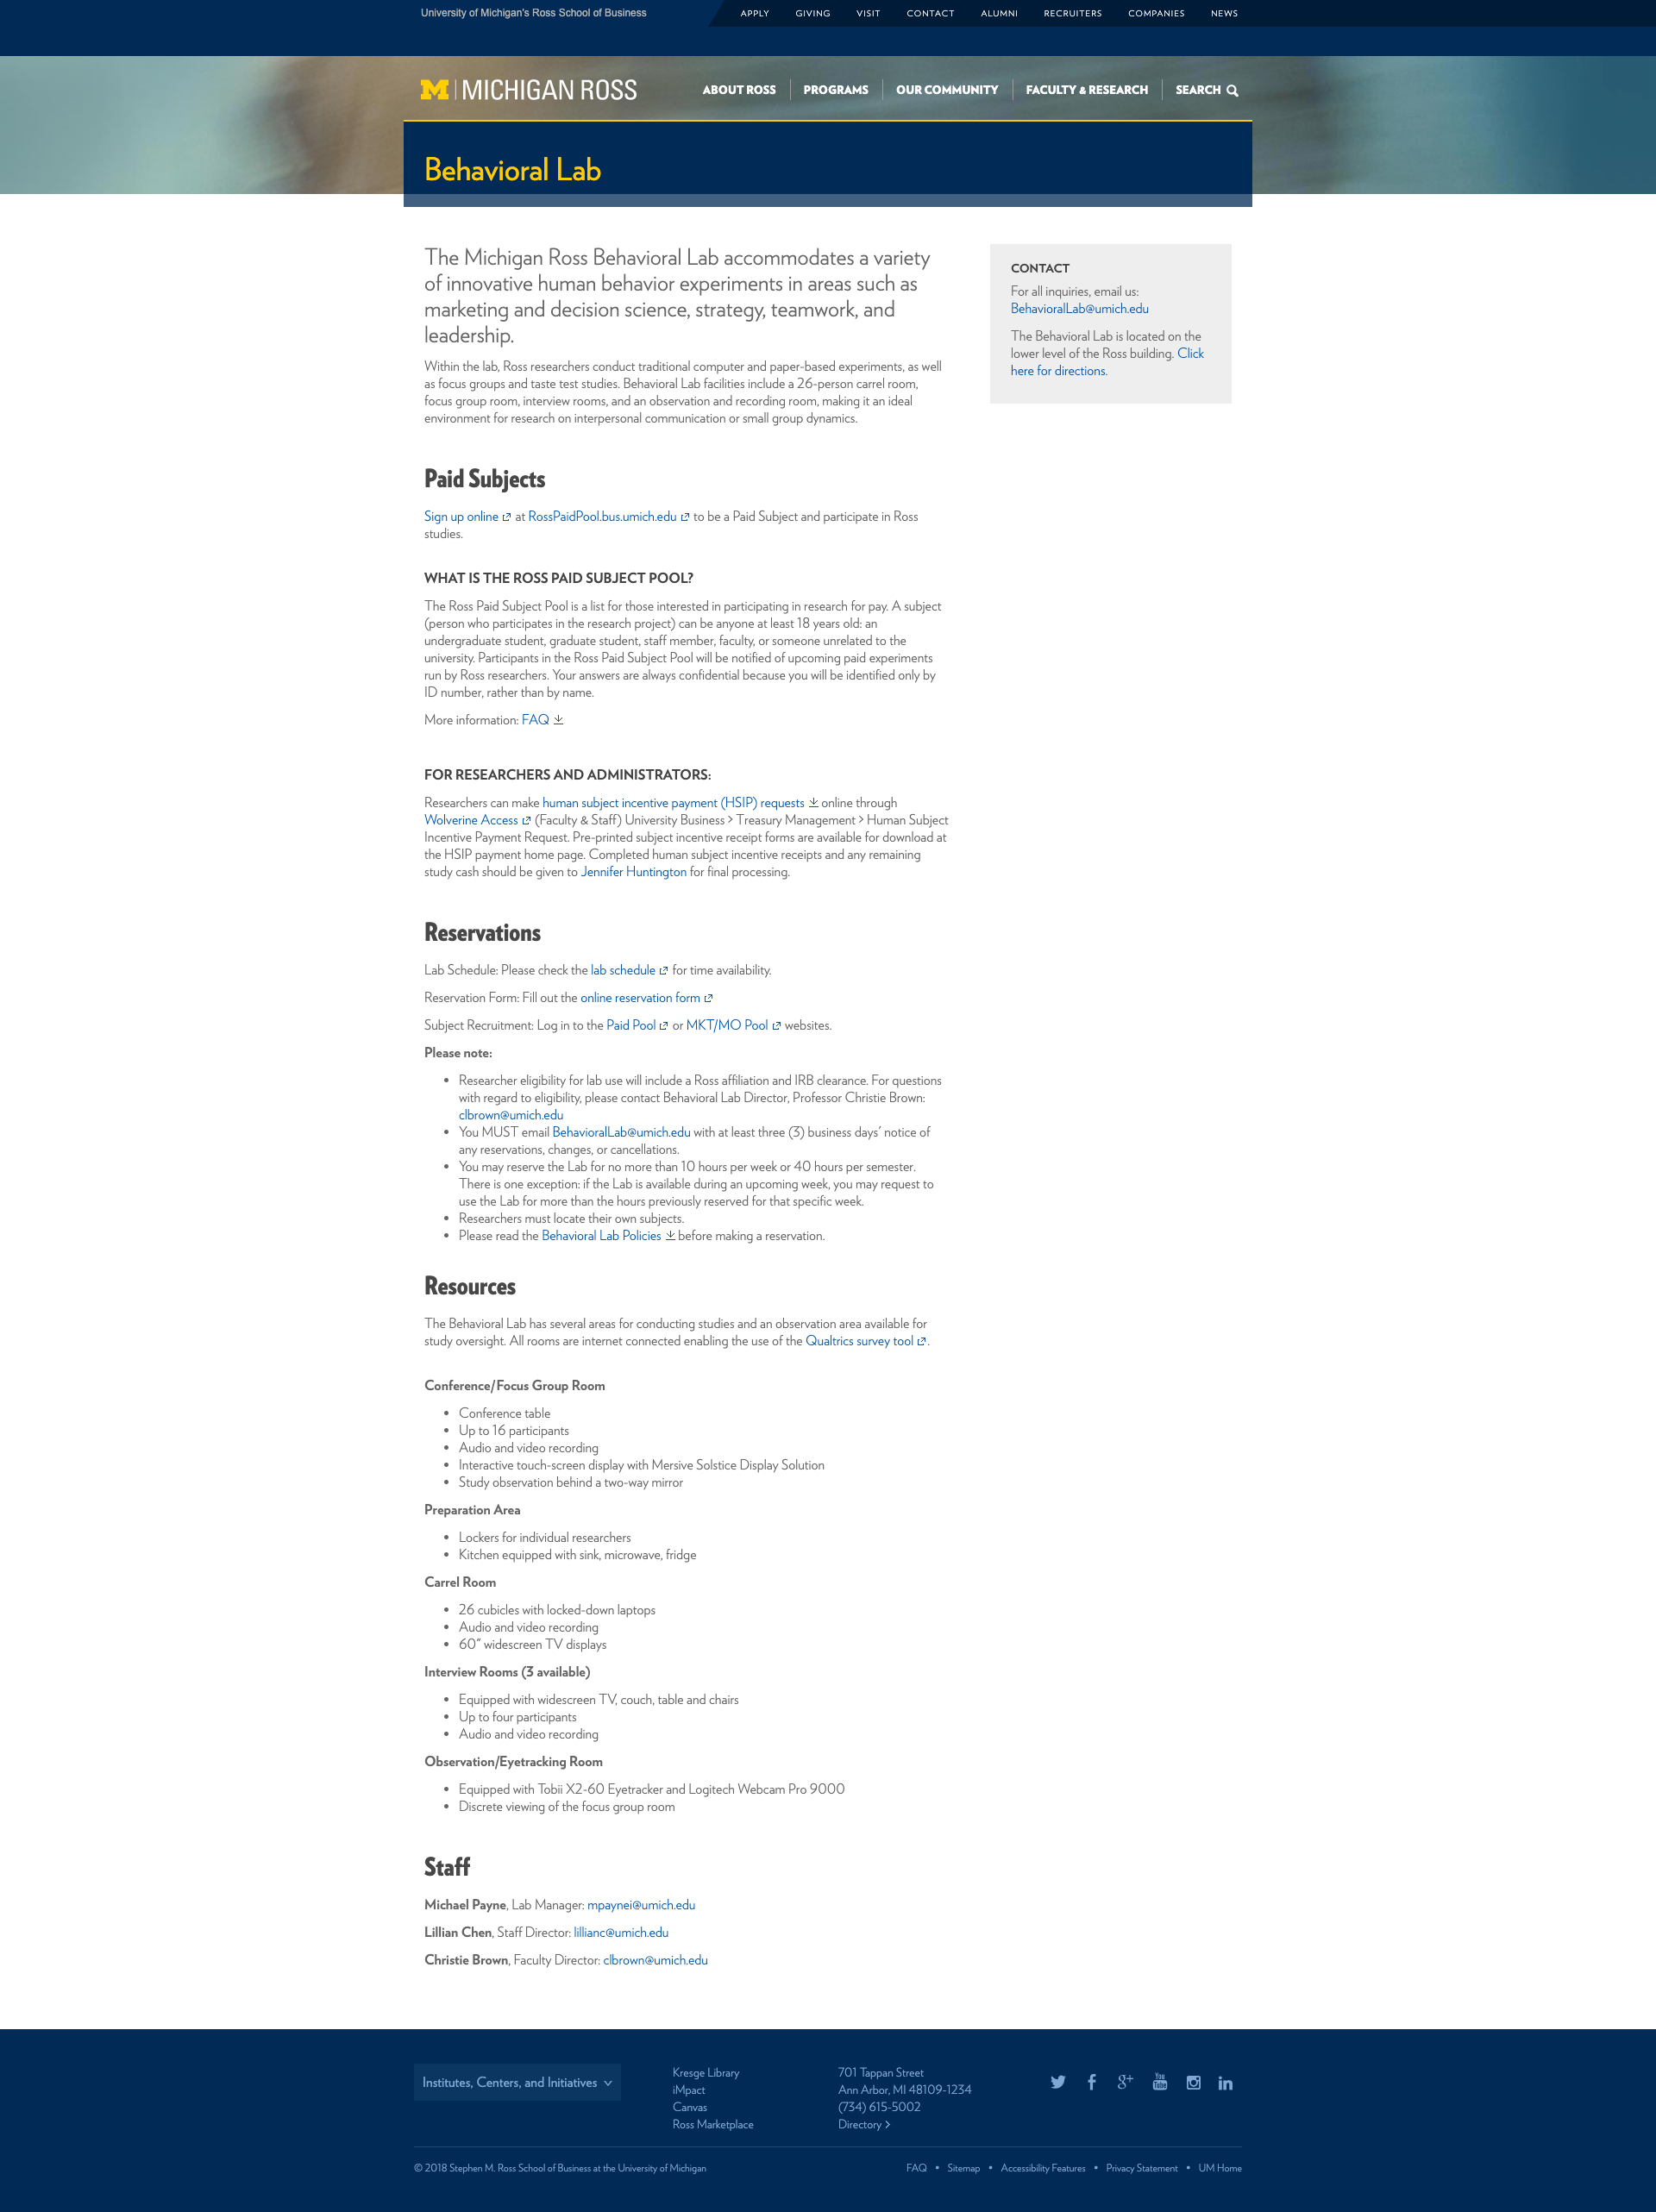 University of Michigan's Ross School of Business
APPLY GIVING VISIT CONTACT ALUMNI RECRUITERS COMPANIES NEWS
M MICHIGAN ROSS
ABOUT ROSS PROGRAMS OUR COMMUNITY FACULTY & RESEARCH SEARCH
Behavioral Lab
The Michigan Ross Behavioral Lab accommodates a variety
of innovative human behavior experiments in areas such as
marketing and decision science, strategy, teamwork, and
leadership.
Within the lab, Ross researchers conduct traditional computer and paper-based experiments, as well
as focus groups and taste test studies. Behavioral Lab facilities include a 26-person carrel room,
focus group room, interview rooms, and an observation and recording room, making it an ideal
environment for research on interpersonal communication or small group dynamics.
CONTACT
For all inquiries, email us:
BehavioralLab@umich.edu
The Behavioral Lab is located on the
lower level of the Ross building. Click
here for directions.
Paid Subjects
Sign up online at RossPaidPool.bus.umich.edu to be a Paid Subject and participate in Ross
studies.
WHAT IS THE ROSS PAID SUBJECT POOL?
The Ross Paid Subject Pool is a list for those interested in participating in research for pay. A subject
(person who participates in the research project) can be anyone at least 18 years old: an
undergraduate student, graduate student, staff member, faculty, or someone unrelated to the
university. Participants in the Ross Paid Subject Pool will be notified of upcoming paid experiments
run by Ross researchers. Your answers are always confidential because you will be identified only by
ID number, rather than by name.
More information: FAQ
FOR RESEARCHERS AND ADMINISTRATORS:
Researchers can make human subject incentive payment (HSIP) requests online through
Wolverine Access (Faculty & Staff) University Business > Treasury Management > Human Subject
Incentive Payment Request. Pre-printed subject incentive receipt forms are available for download at
the HSIP payment home page. Completed human subject incentive receipts and any remaining
study cash should be given to Jennifer Huntington for final processing.
Reservations
Lab Schedule: Please check the lab schedule for time availability.
Reservation Form: Fill out the online reservation form
Subject Recruitment: Log in to the Paid Pool or MKT/MO Pool websites.
Please note:
• Researcher eligibility for lab use will include a Ross affiliation and IRB clearance. For questions
with regard to eligibility, please contact Behavioral Lab Director, Professor Christie Brown:
clbrown@umich.edu
• You MUST email BehavioralLab@umich.edu with at least three (3) business days' notice of
any reservations, changes, or cancellations.
• You may reserve the Lab for no more than 10 hours per week or 40 hours per semester.
There is one exception: if the Lab is available during an upcoming week, you may request to
use the Lab for more than the hours previously reserved for that specific week.
• Researchers must locate their own subjects.
• Please read the Behavioral Lab Policies before making a reservation.
Resources
The Behavioral Lab has several areas for conducting studies and an observation area available for
study oversight. All rooms are internet connected enabling the use of the Qualtrics survey tool.
Conference/Focus Group Room
• Conference table
• Up to 16 participants
• Audio and video recording
• Interactive touch-screen display with Mersive Solstice Display Solution
• Study observation behind a two-way mirror
Preparation Area
• Lockers for individual researchers
• Kitchen equipped with sink, microwave, fridge
Carrel Room
• 26 cubicles with locked-down laptops
• Audio and video recording
• 60" widescreen TV displays
Interview Rooms (3 available)
• Equipped with widescreen TV, couch, table and chairs
• Up to four participants
• Audio and video recording
Observation/Eyetracking Room
• Equipped with Tobii X2-60 Eyetracker and Logitech Webcam Pro 9000
• Discrete viewing of the focus group room
Staff
Michael Payne, Lab Manager: mpaynei@umich.edu
Lillian Chen, Staff Director: lillianc@umich.edu
Christie Brown, Faculty Director: clbrown@umich.edu
Institutes, Centers, and Initiatives
Kresge Library
iMpact
Canvas
Ross Marketplace
701 Tappan Street
Ann Arbor, MI 48109-1234
(734) 615-5002
Directory >
© 2018 Stephen M. Ross School of Business at the University of Michigan
FAQ • Sitemap • Accessibility Features • Privacy Statement • UM Home